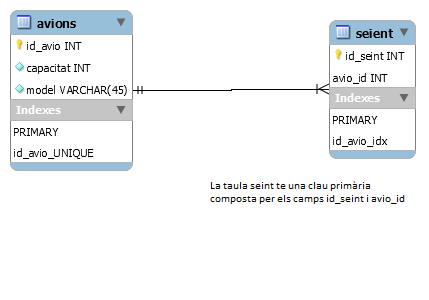 avions
id_avio INT
capacitat INT
model VARCHAR(45)
Indexes
PRIMARY
id_avio_UNIQUE
seient
id_seint INT
avio_id INT
Indexes
PRIMARY
id_avio_idx
La taula seint te una clau primària
composta per els camps id_seint i avio_id